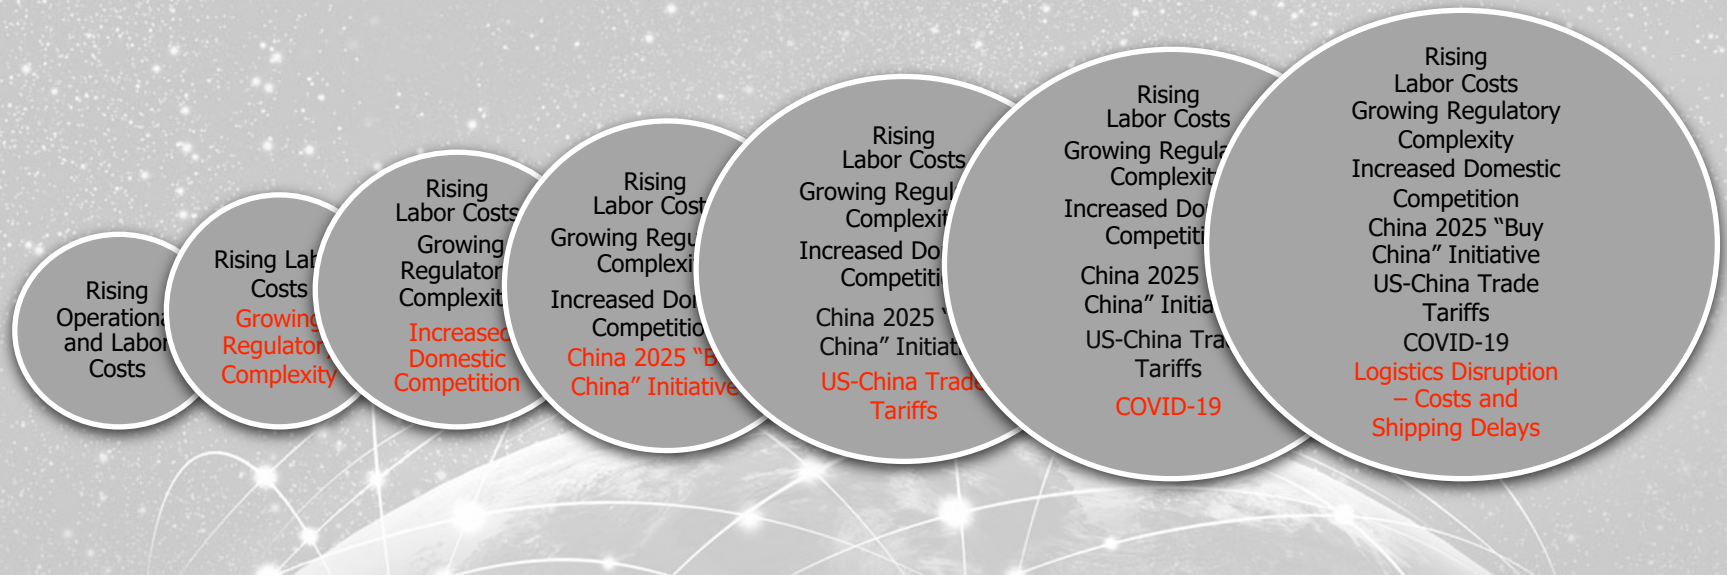 Rising
Operationa
and Labor
Costs
Rising Lab
Costs
Growing
Regulator
Complexity
Rising
Labor Costs
Growing
Regulator
Complexit
Increased
Domestic
Competition
Rising
Labor Cost
Growing Regu
Complexi
Increased Do
Competitio
China 2025 “B
China” Initiative
Rising
Labor Costs
Growing Regul
Complexit
Increased Do
Competiti
China 2025 “
China” Initiat
US-China Trade
Tariffs
Rising
Labor Costs
Growing Regula
Complexit
Increased Do
Competiti
China 2025
China” Initia
US-China Tra
Tariffs
COVID-19
Rising
Labor Costs
Growing Regulatory
Complexity
Increased Domestic
Competition
China 2025 “Buy
China” Initiative
US-China Trade
Tariffs
COVID-19
Logistics Disruption
– Costs and
Shipping Delays